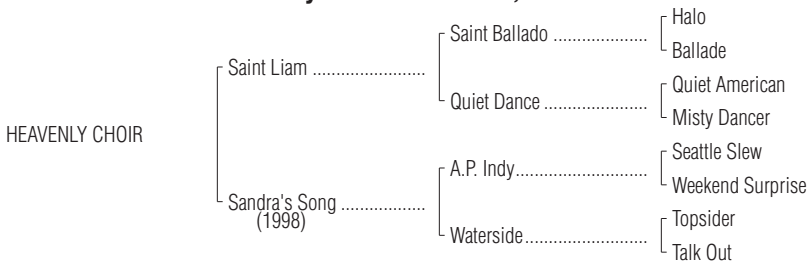 Halo
Saint Ballado ....................
Ballade
Saint Liam ........................
Quiet American
Quiet Dance ......................
Misty Dancer
HEAVENLY CHOIR
Seattle Slew
A.P. Indy............................
Weekend Surprise
Sandra's Song ..................
(1998)
Topsider
Waterside..........................
Talk Out